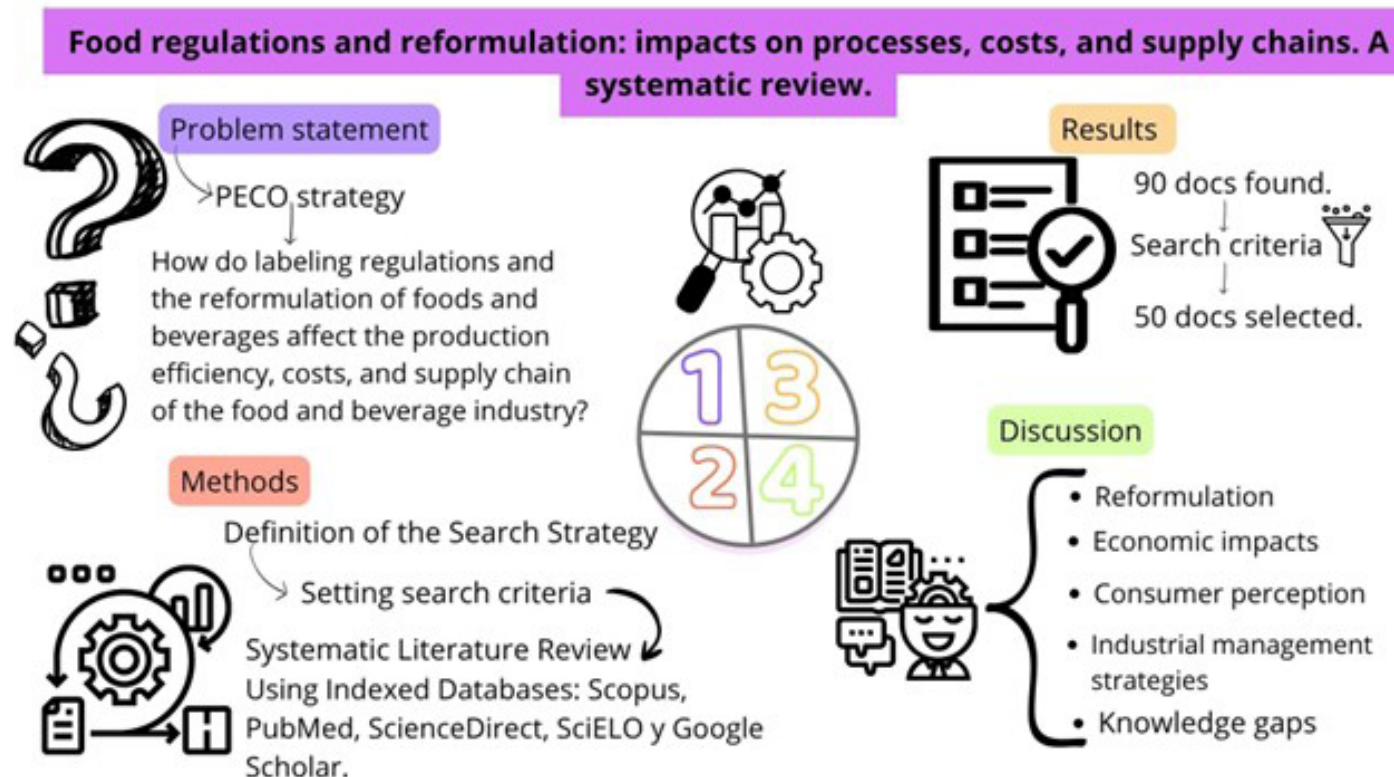 Food regulations and reformulation: impacts on processes, costs, and supply chains. A
systematic review.
Problem statement
PECO strategy
How do labeling regulations and
the reformulation of foods and
beverages affect the production
efficiency, costs, and supply chain
of the food and beverage industry?
Methods
Definition of the Search Strategy
Setting search criteria
Systematic Literature Review
Using Indexed Databases: Scopus,
PubMed, ScienceDirect, SciELO y Google
Scholar.
1
3
2
4
Results
90 docs found.
Search criteria
50 docs selected.
Discussion
• Reformulation
• Economic impacts
• Consumer perception
• Industrial management
strategies
• Knowledge gaps